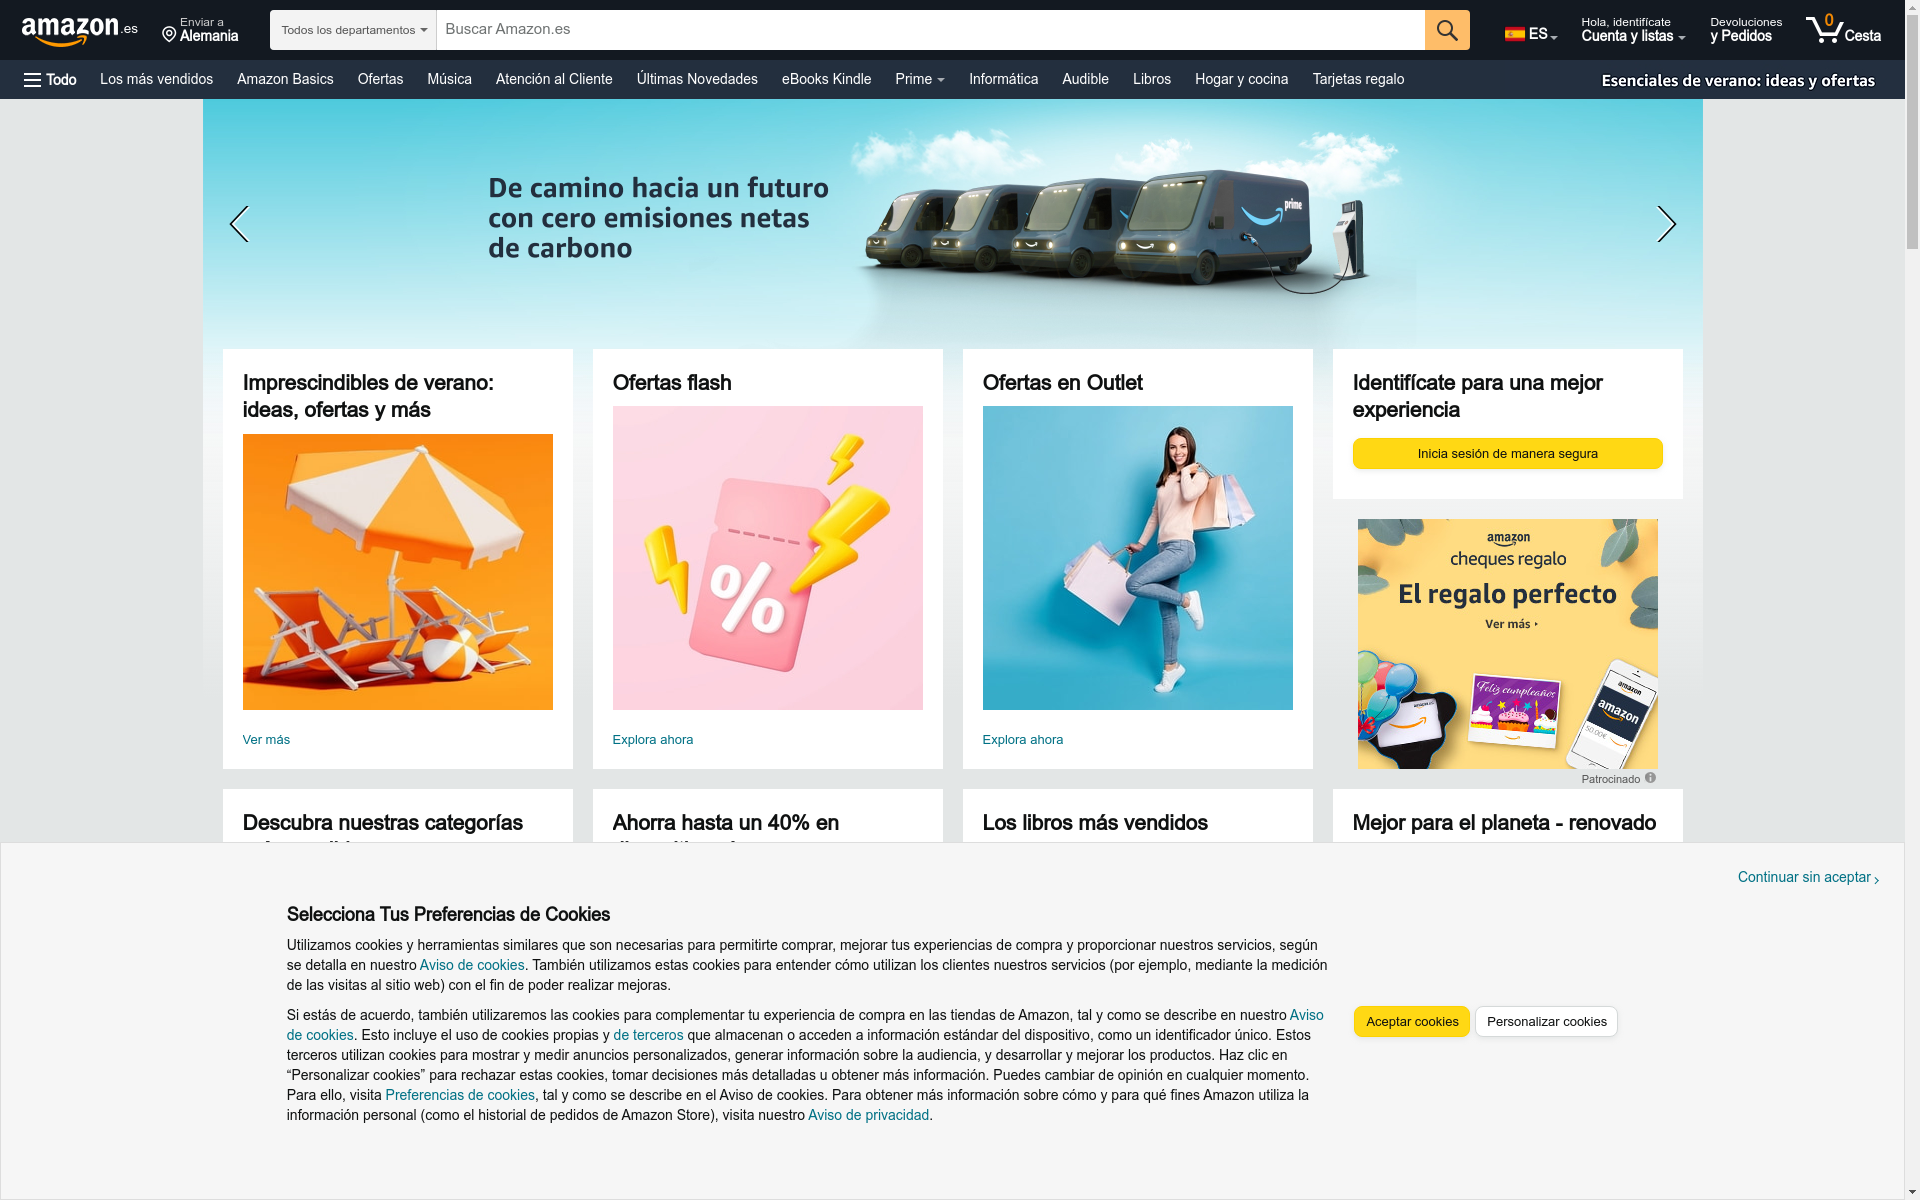 amazon.es
Enviar a
Alemania
Todos los departamentos
Buscar Amazon.es
ES
Hola, identifícate
Cuenta y listas
Devoluciones
y Pedidos
0
Cesta
Todo
Los más vendidos
Amazon Basics
Ofertas
Música
Atención al Cliente
Últimas Novedades
eBooks Kindle
Prime
Informática
Audible
Libros
Hogar y cocina
Tarjetas regalo
Esenciales de verano: ideas y ofertas
De camino hacia un futuro
con cero emisiones netas
de carbono
prime
Imprescindibles de verano:
ideas, ofertas y más
Ver más
Ofertas flash
%
Explora ahora
Ofertas en Outlet
Explora ahora
Identifícate para una mejor
experiencia
Inicia sesión de manera segura
amazon
cheques regalo
El regalo perfecto
Ver más
Feliz cumpleaños
amazon
amazon
50.00€
Patrocinado
Descubra nuestras categorías
Ahorra hasta un 40% en
Los libros más vendidos
Mejor para el planeta - renovado
Continuar sin aceptar
Selecciona Tus Preferencias de Cookies
Utilizamos cookies y herramientas similares que son necesarias para permitirte comprar, mejorar tus experiencias de compra y proporcionar nuestros servicios, según
se detalla en nuestro Aviso de cookies. También utilizamos estas cookies para entender cómo utilizan los clientes nuestros servicios (por ejemplo, mediante la medición
de las visitas al sitio web) con el fin de poder realizar mejoras.
Si estás de acuerdo, también utilizaremos las cookies para complementar tu experiencia de compra en las tiendas de Amazon, tal y como se describe en nuestro Aviso
de cookies. Esto incluye el uso de cookies propias y de terceros que almacenan o acceden a información estándar del dispositivo, como un identificador único. Estos
terceros utilizan cookies para mostrar y medir anuncios personalizados, generar información sobre la audiencia, y desarrollar y mejorar los productos. Haz clic en
“Personalizar cookies” para rechazar estas cookies, tomar decisiones más detalladas u obtener más información. Puedes cambiar de opinión en cualquier momento.
Para ello, visita Preferencias de cookies, tal y como se describe en el Aviso de cookies. Para obtener más información sobre cómo y para qué fines Amazon utiliza la
información personal (como el historial de pedidos de Amazon Store), visita nuestro Aviso de privacidad.
Aceptar cookies
Personalizar cookies